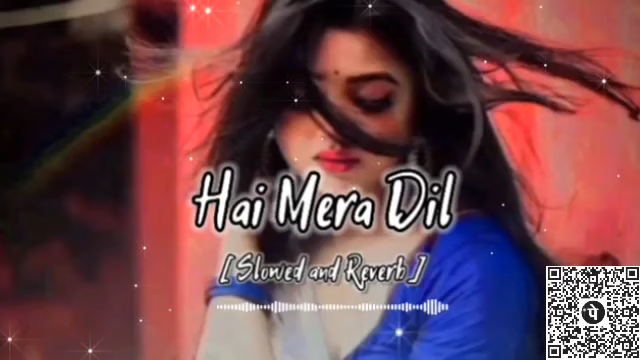 Hai Mera Dil
[ Slowed and Reverb ]
पे